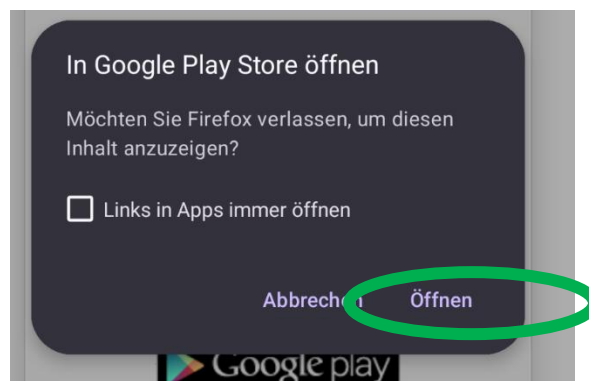 In Google Play Store öffnen
Möchten Sie Firefox verlassen, um diesen
Inhalt anzuzeigen?
Links in Apps immer öffnen
Abbrechen Öffnen
Google play